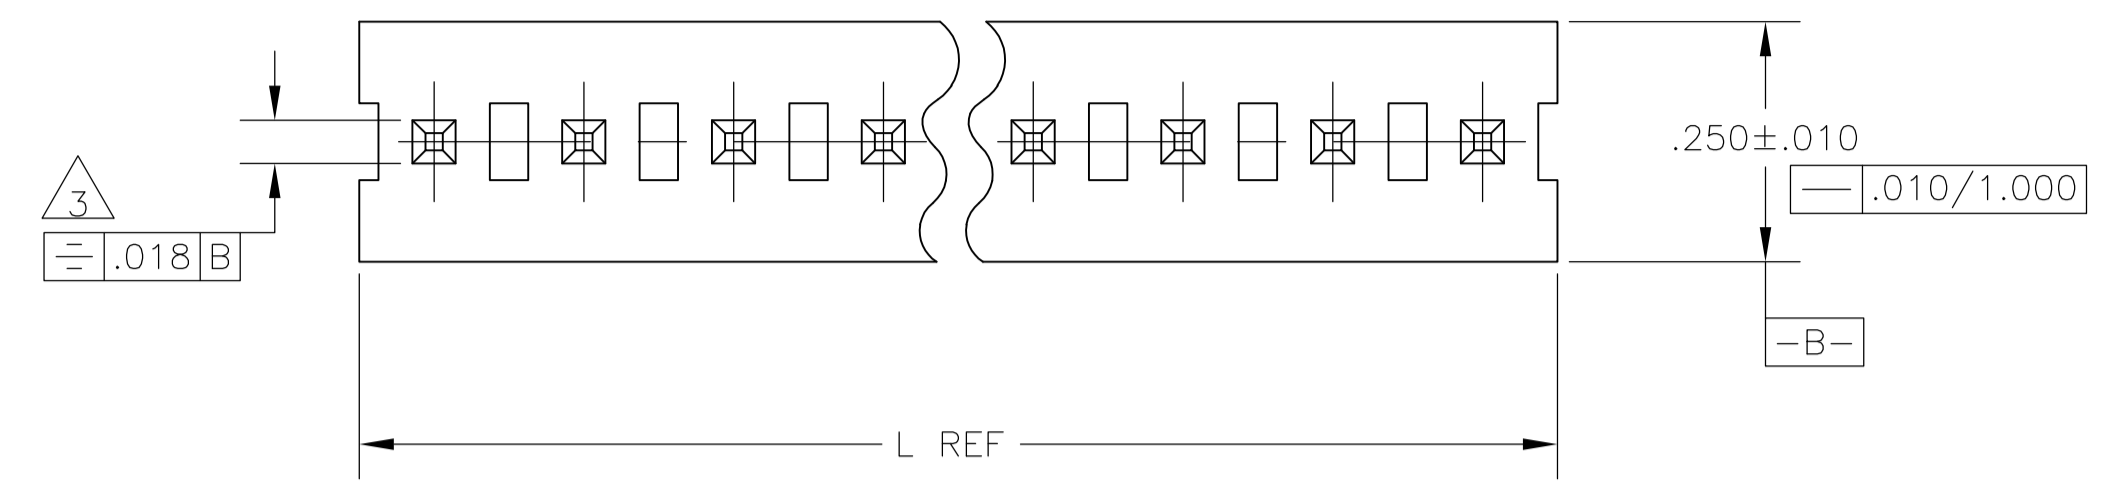 .250±.010
⏤ .010/1.000
3
⌯ .018 B
-B-
L REF